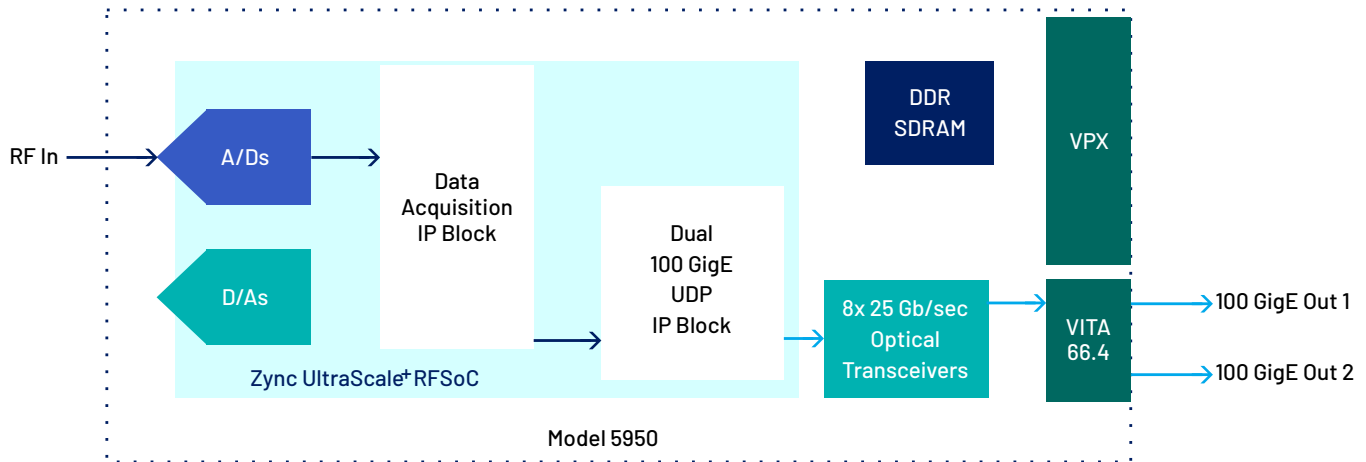 RF In
A/Ds
D/As
Data
Acquisition
IP Block
Dual
100 GigE
UDP
IP Block
Zync UltraScale+ RFSoC
DDR
SDRAM
8x 25 Gb/sec
Optical
Transceivers
VPX
VITA
66.4
100 GigE Out 1
100 GigE Out 2
Model 5950